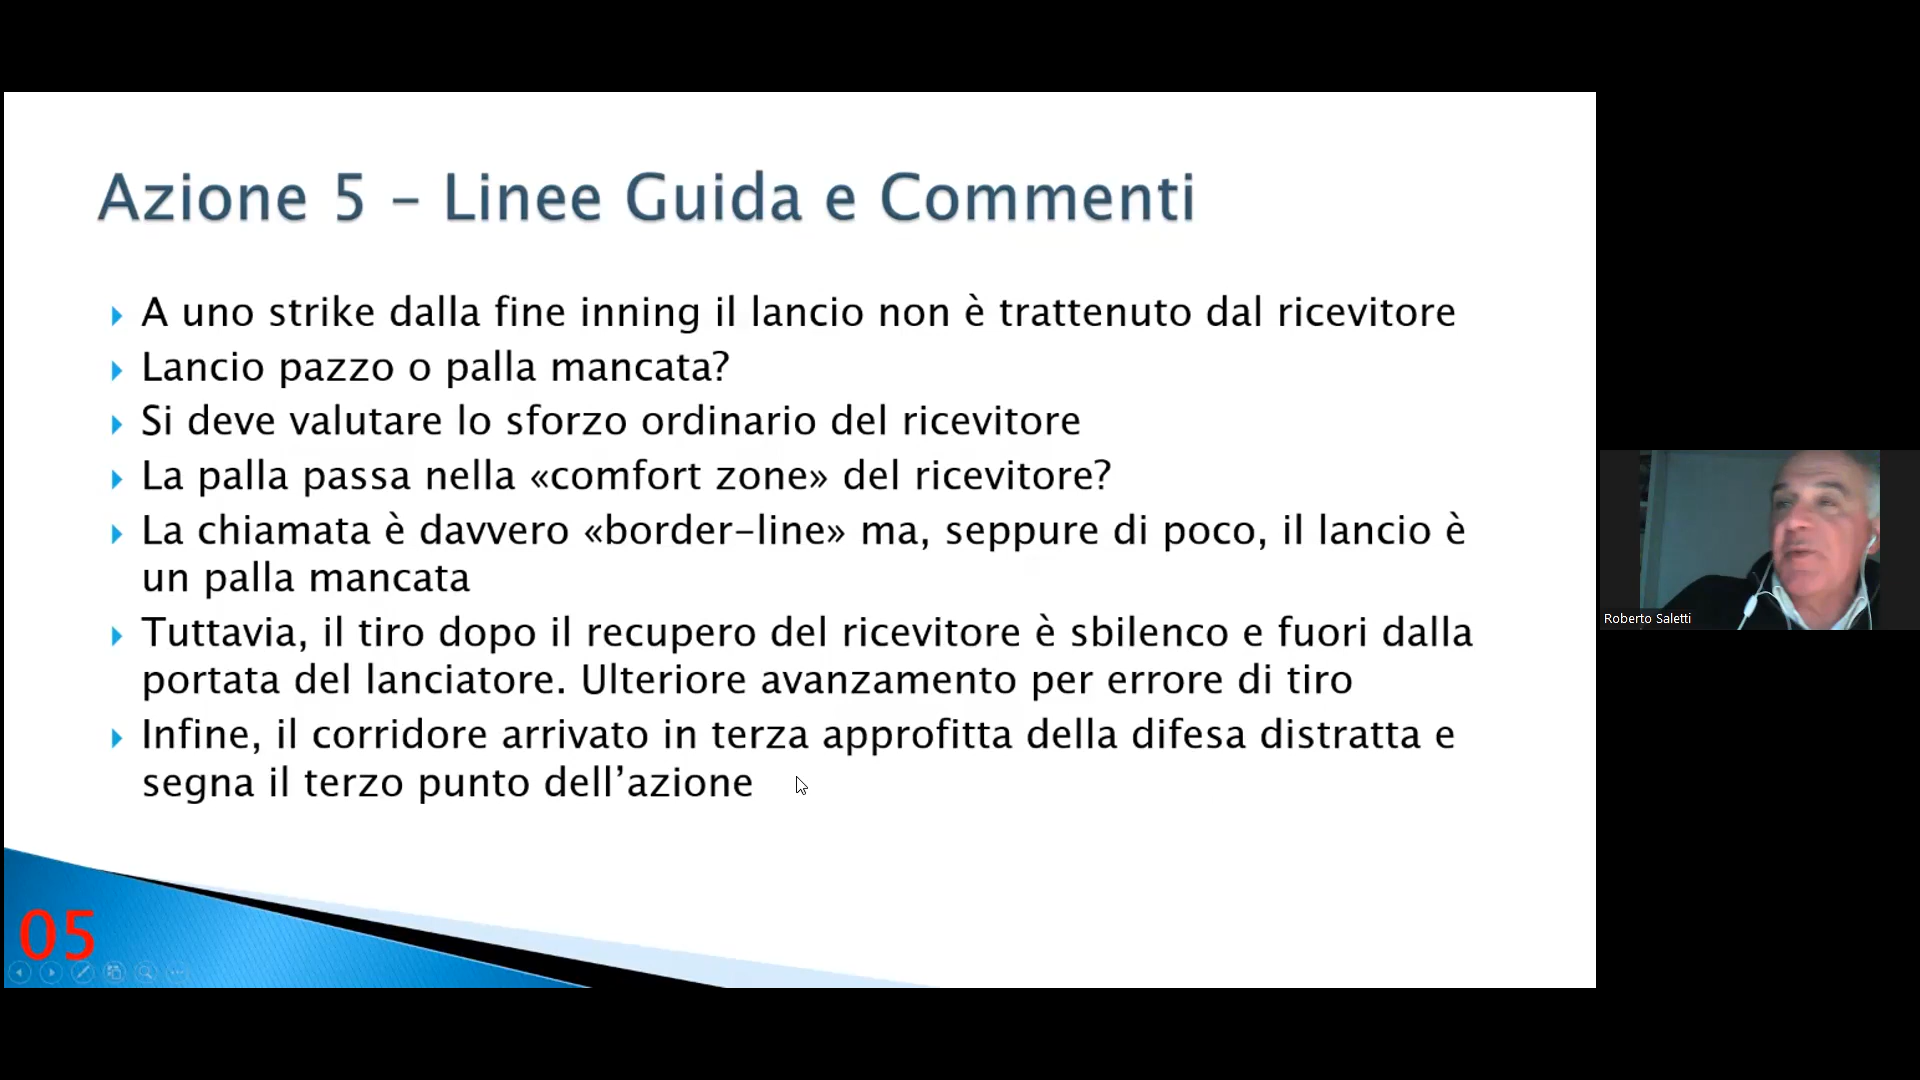 Azione 5 – Linee Guida e Commenti
A uno strike dalla fine inning il lancio non è trattenuto dal ricevitore
Lancio pazzo o palla mancata?
Si deve valutare lo sforzo ordinario del ricevitore
La palla passa nella «comfort zone» del ricevitore?
La chiamata è davvero «border-line» ma, seppure di poco, il lancio è
un palla mancata
Tuttavia, il tiro dopo il recupero del ricevitore è sbilenco e fuori dalla
portata del lanciatore. Ulteriore avanzamento per errore di tiro
Infine, il corridore arrivato in terza approfitta della difesa distratta e
segna il terzo punto dell’azione
05
Roberto Saletti